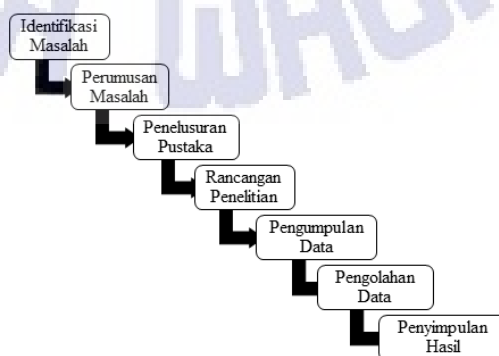 Identifikasi
Masalah
Perumusan
Masalah
Penelusuran
Pustaka
Rancangan
Penelitian
Pengumpulan
Data
Pengolahan
Data
Penyimpulan
Hasil